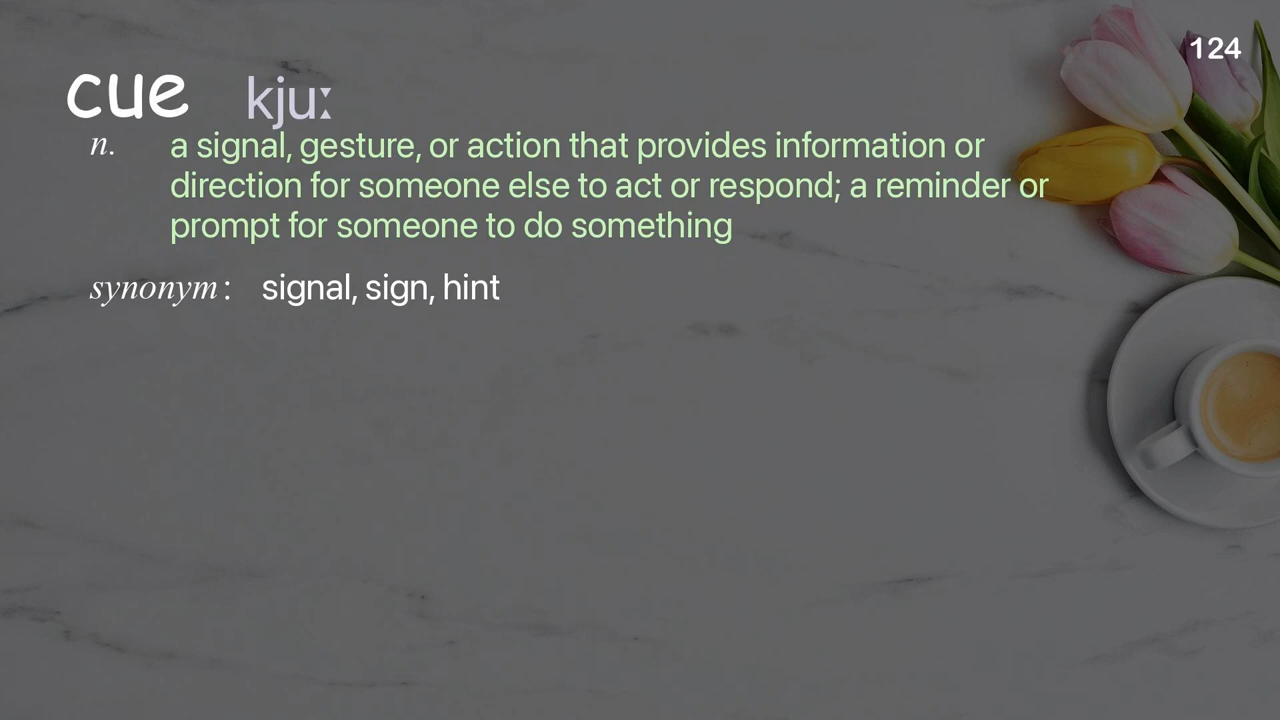 124
cue kjuː
n. a signal, gesture, or action that provides information or
direction for someone else to act or respond; a reminder or
prompt for someone to do something
synonym: signal, sign, hint